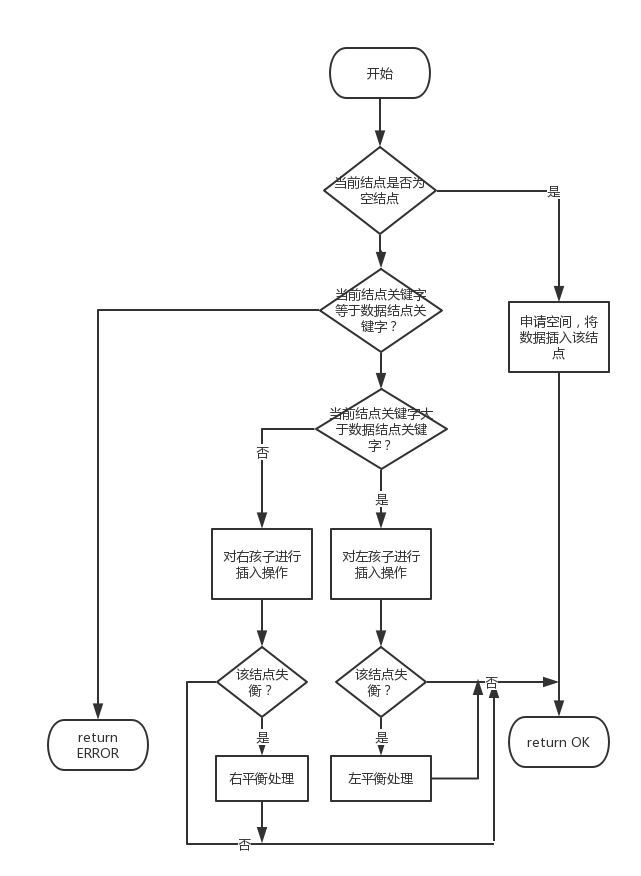 开始
当前结点是否为
空结点
是
当前结点关键字
等于数据结点关
键字？
申请空间，将
数据插入该结
点
当前结点关键字大
于数据结点关键
字？
否
是
对右孩子进行
插入操作
对左孩子进行
插入操作
该结点失
衡？
该结点失
衡？
否
是
是
return
ERROR
return OK
右平衡处理
左平衡处理
否